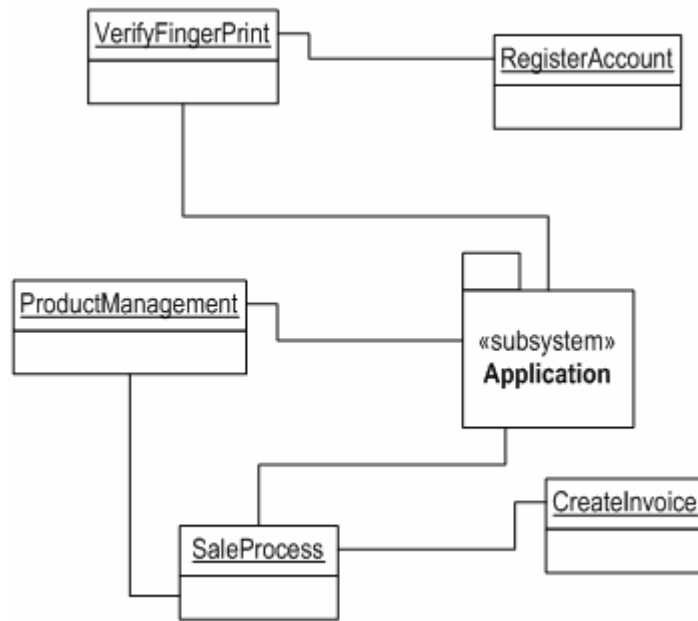 VerifyFingerPrint
RegisterAccount
ProductManagement
«subsystem»
Application
CreateInvoice
SaleProcess